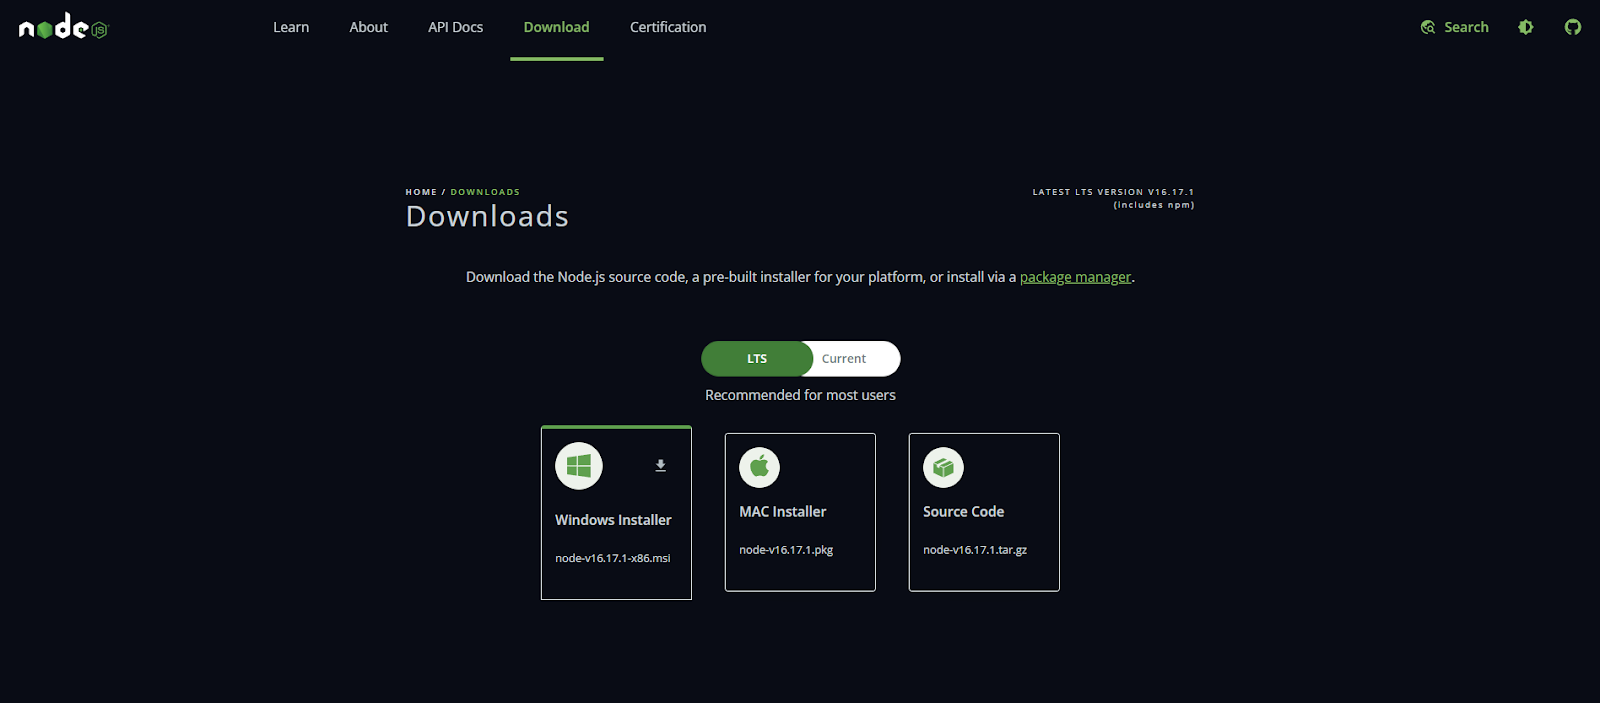 node JS
Learn
About
API Docs
Download
Certification
Search
HOME / DOWNLOADS
Downloads
LATEST LTS VERSION V16.17.1
(includes npm)
Download the Node.js source code, a pre-built installer for your platform, or install via a package manager.
LTS
Current
Recommended for most users
Windows Installer
node-v16.17.1-x86.msi
MAC Installer
node-v16.17.1.pkg
Source Code
node-v16.17.1.tar.gz